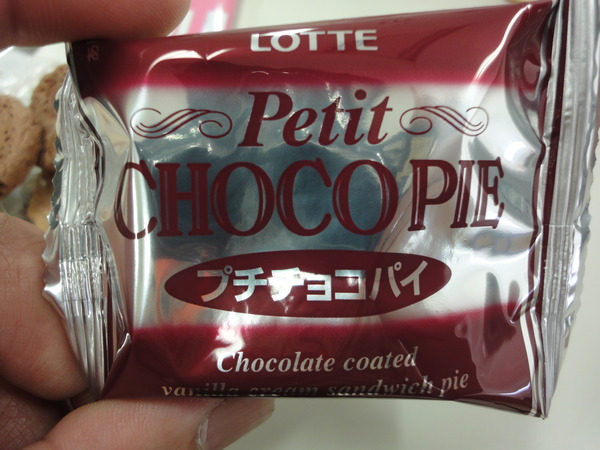 LOTTE
Petit
CHOCO PIE
プチチョコパイ
Chocolate coated
vanilla cream sandwich pie